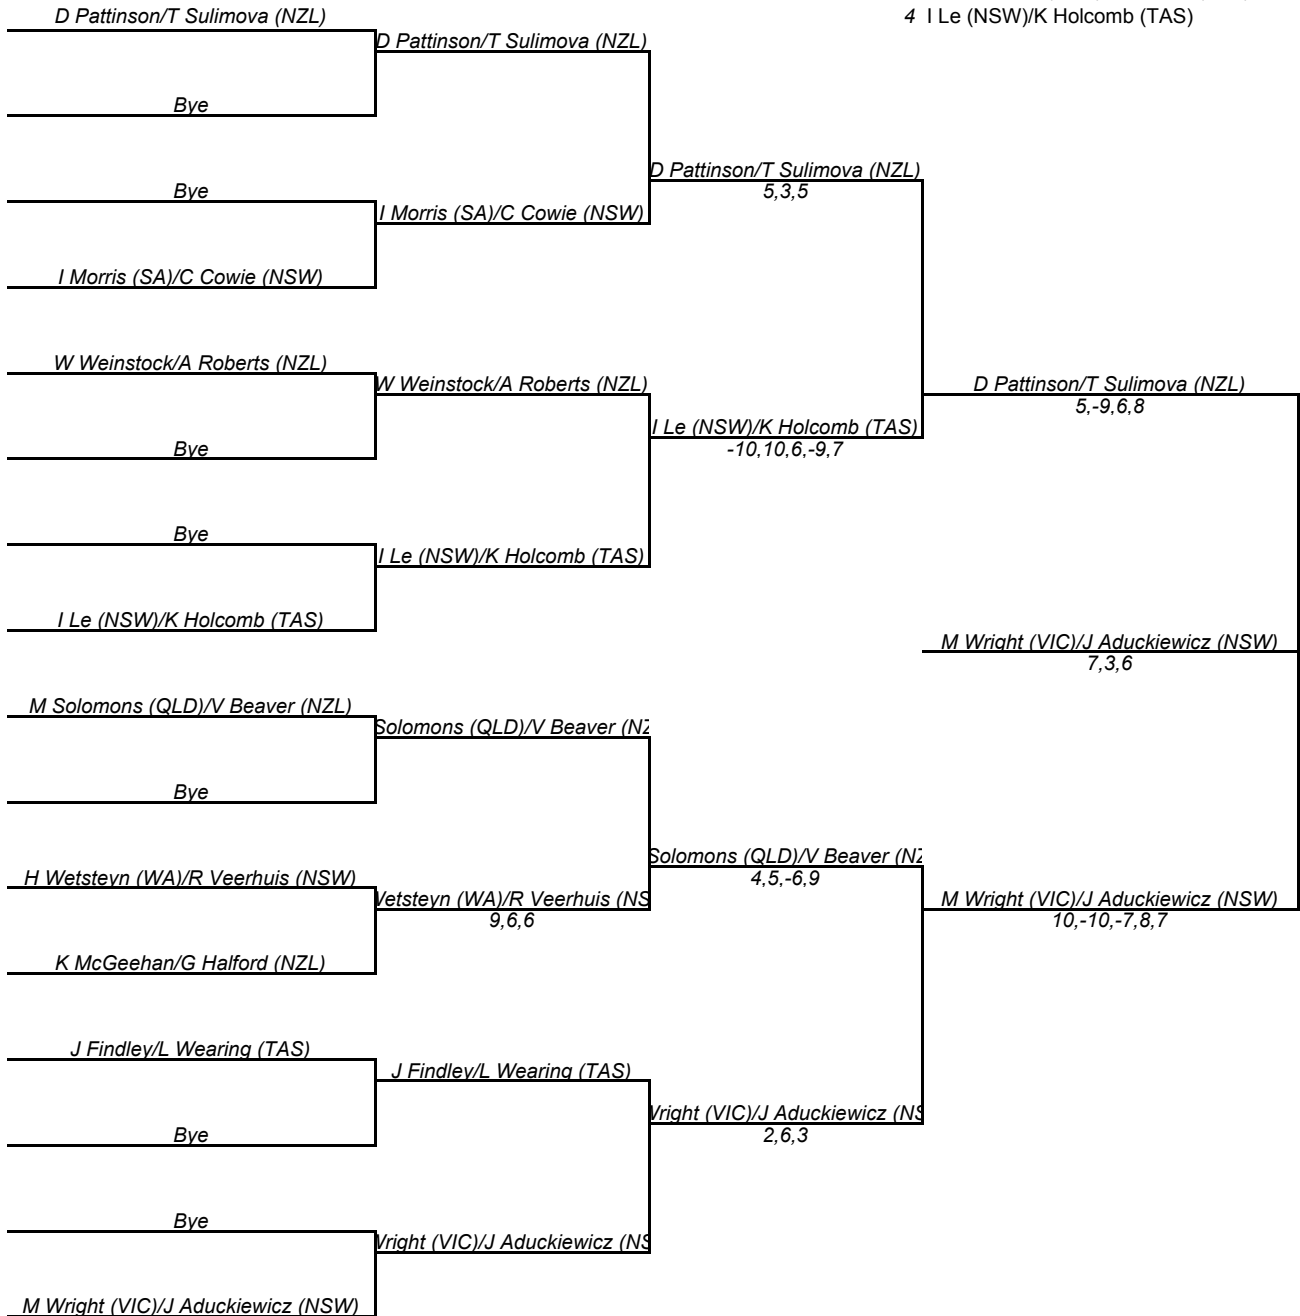 D Pattinson/T Sulimova (NZL)
4 I Le (NSW)/K Holcomb (TAS)
D Pattinson/T Sulimova (NZL)
Bye
D Pattinson/T Sulimova (NZL)
5,3,5
Bye
I Morris (SA)/C Cowie (NSW)
I Morris (SA)/C Cowie (NSW)
W Weinstock/A Roberts (NZL)
W Weinstock/A Roberts (NZL)
D Pattinson/T Sulimova (NZL)
5,-9,6,8
I Le (NSW)/K Holcomb (TAS)
-10,10,6,-9,7
Bye
Bye
I Le (NSW)/K Holcomb (TAS)
I Le (NSW)/K Holcomb (TAS)
M Wright (VIC)/J Aduckiewicz (NSW)
7,3,6
M Solomons (QLD)/V Beaver (NZL)
Solomons (QLD)/V Beaver (NZ
Bye
Solomons (QLD)/V Beaver (NZ
4,5,-6,9
H Wetsteyn (WA)/R Veerhuis (NSW)
Wetsteyn (WA)/R Veerhuis (NS
9,6,6
M Wright (VIC)/J Aduckiewicz (NSW)
10,-10,-7,8,7
K McGeehan/G Halford (NZL)
J Findley/L Wearing (TAS)
J Findley/L Wearing (TAS)
Wright (VIC)/J Aduckiewicz (NS
2,6,3
Bye
Bye
Wright (VIC)/J Aduckiewicz (NS
M Wright (VIC)/J Aduckiewicz (NSW)